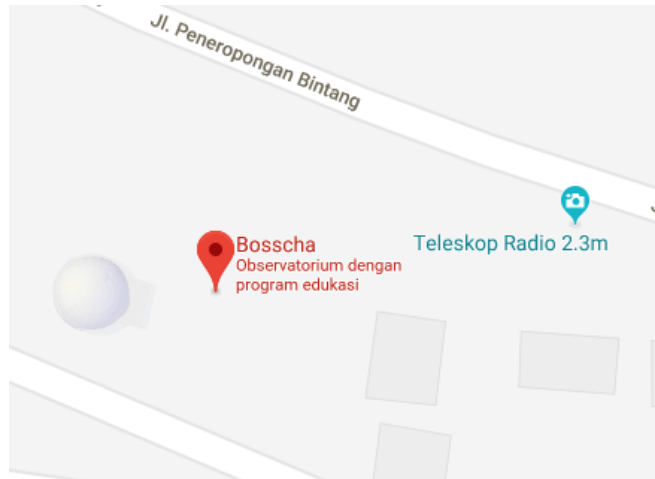 Jl. Peneropongan Bintang
Bosscha
Observatorium dengan
program edukasi
Teleskop Radio 2.3m